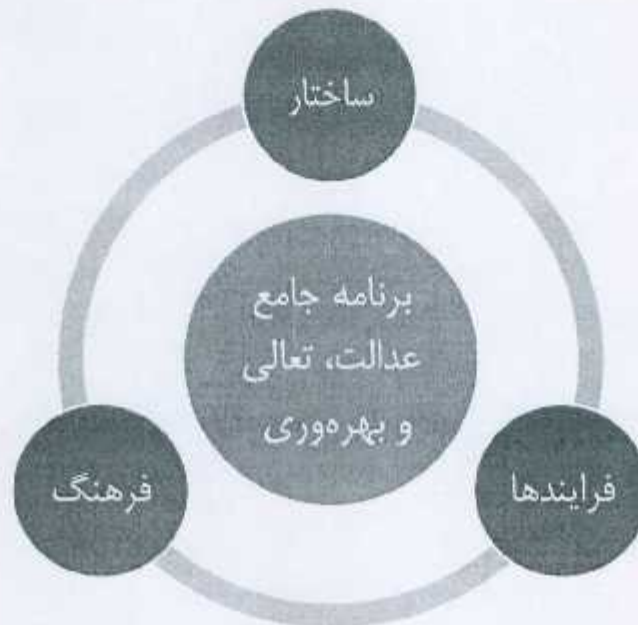 ساختار
برنامه جامع
عدالت، تعالی
و بهره‌وری
فرایندها
فرهنگ